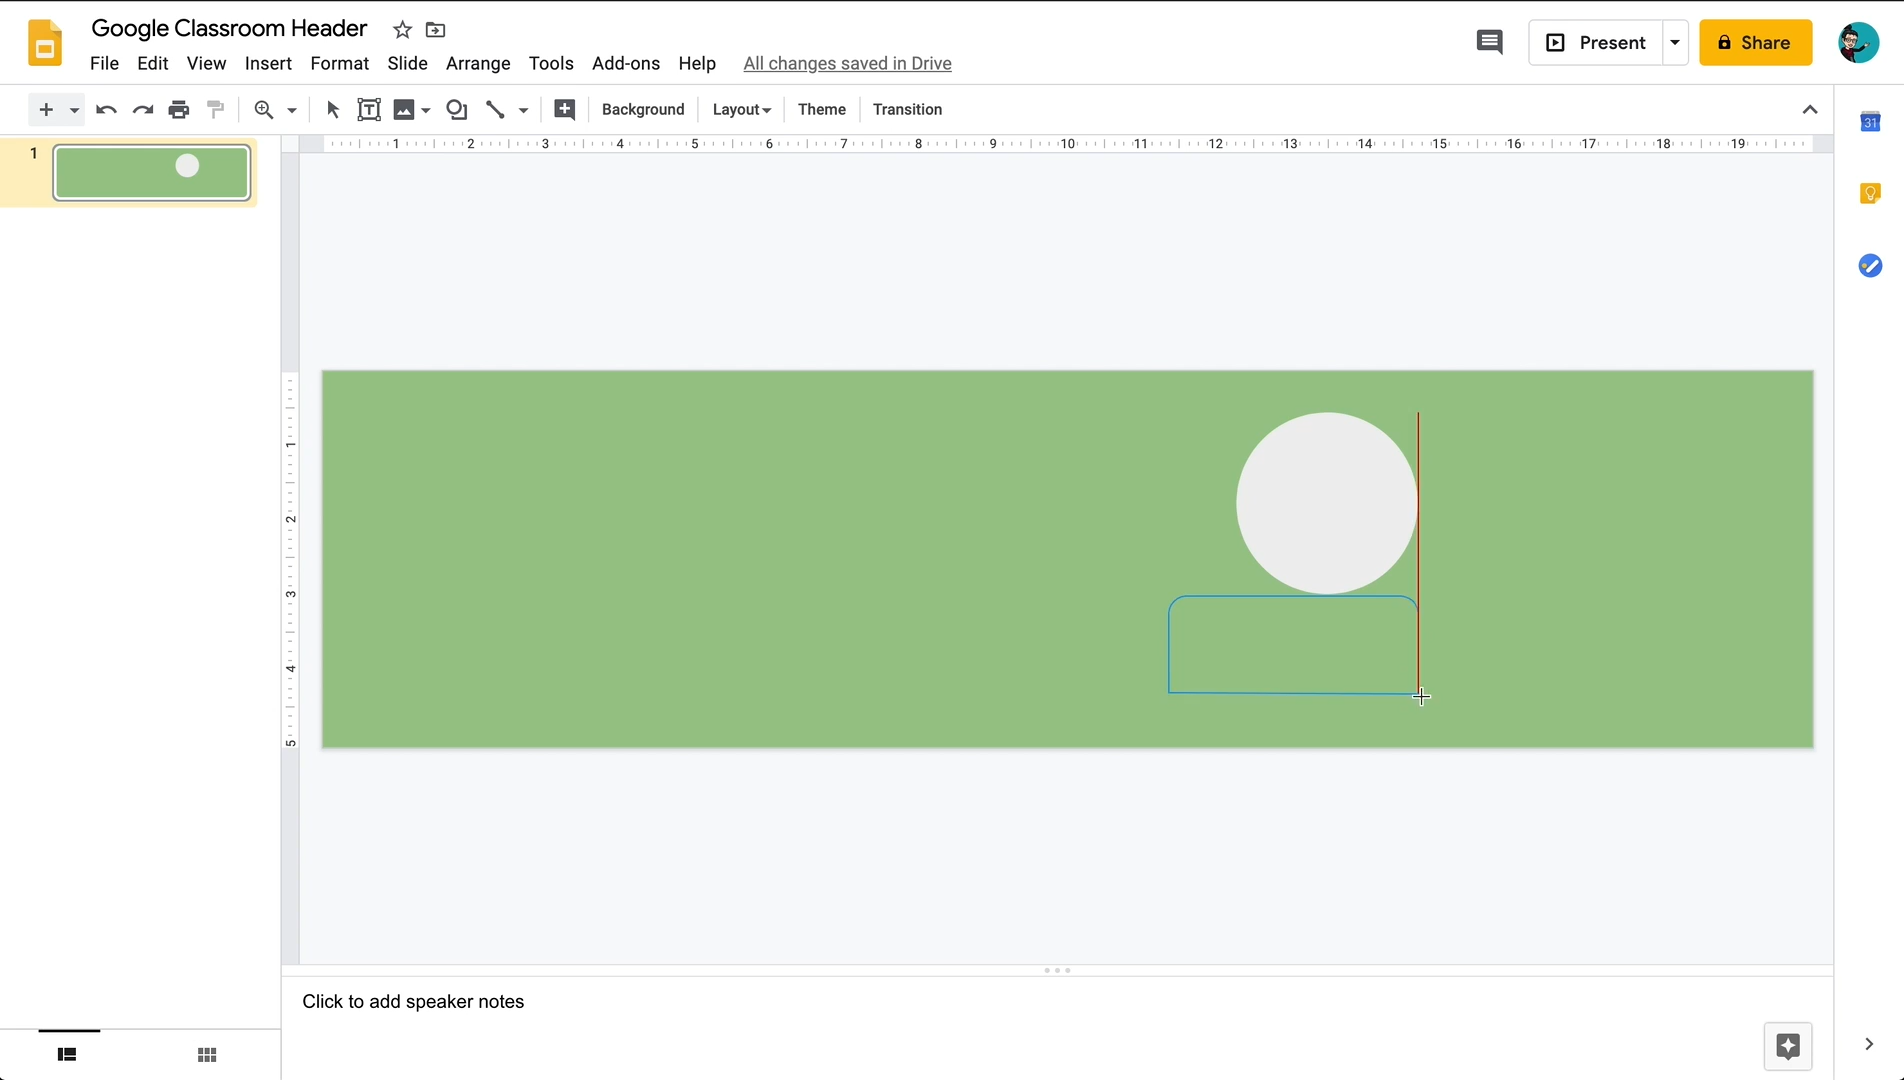 Google Classroom Header
File Edit View Insert Format Slide Arrange Tools Add-ons Help All changes saved in Drive
Present
Share
Background Layout Theme Transition
1 2 3 4 5 6 7 8 9 10 11 12 13 14 15 16 17 18 19
1
31
1
2
3
4
5
Click to add speaker notes